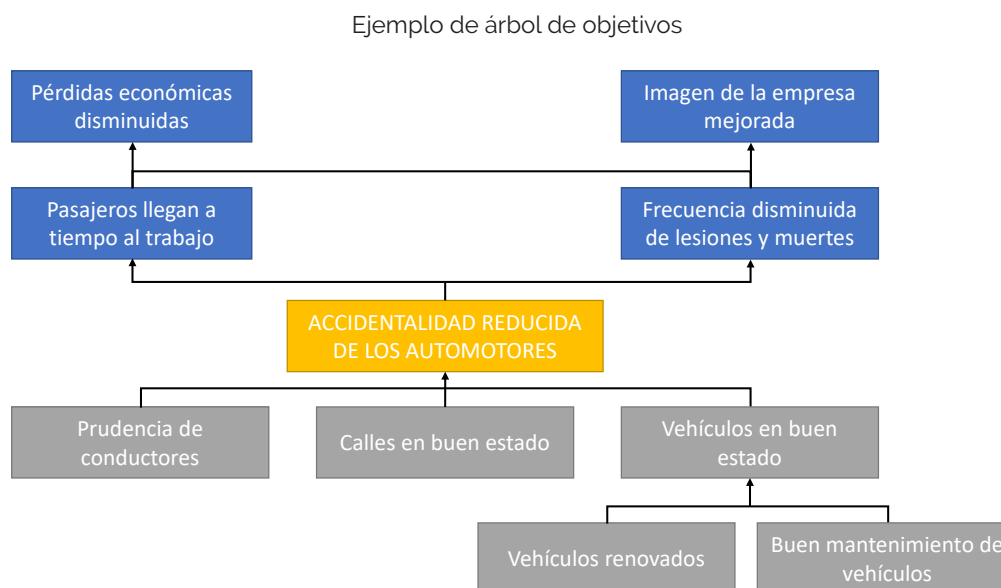 Ejemplo de árbol de objetivos
Pérdidas económicas
disminuidas
Imagen de la empresa
mejorada
Pasajeros llegan a
tiempo al trabajo
Frecuencia disminuida
de lesiones y muertes
ACCIDENTALIDAD REDUCIDA
DE LOS AUTOMOTORES
Prudencia de
conductores
Calles en buen estado
Vehículos en buen
estado
Vehículos renovados
Buen mantenimiento de
vehículos